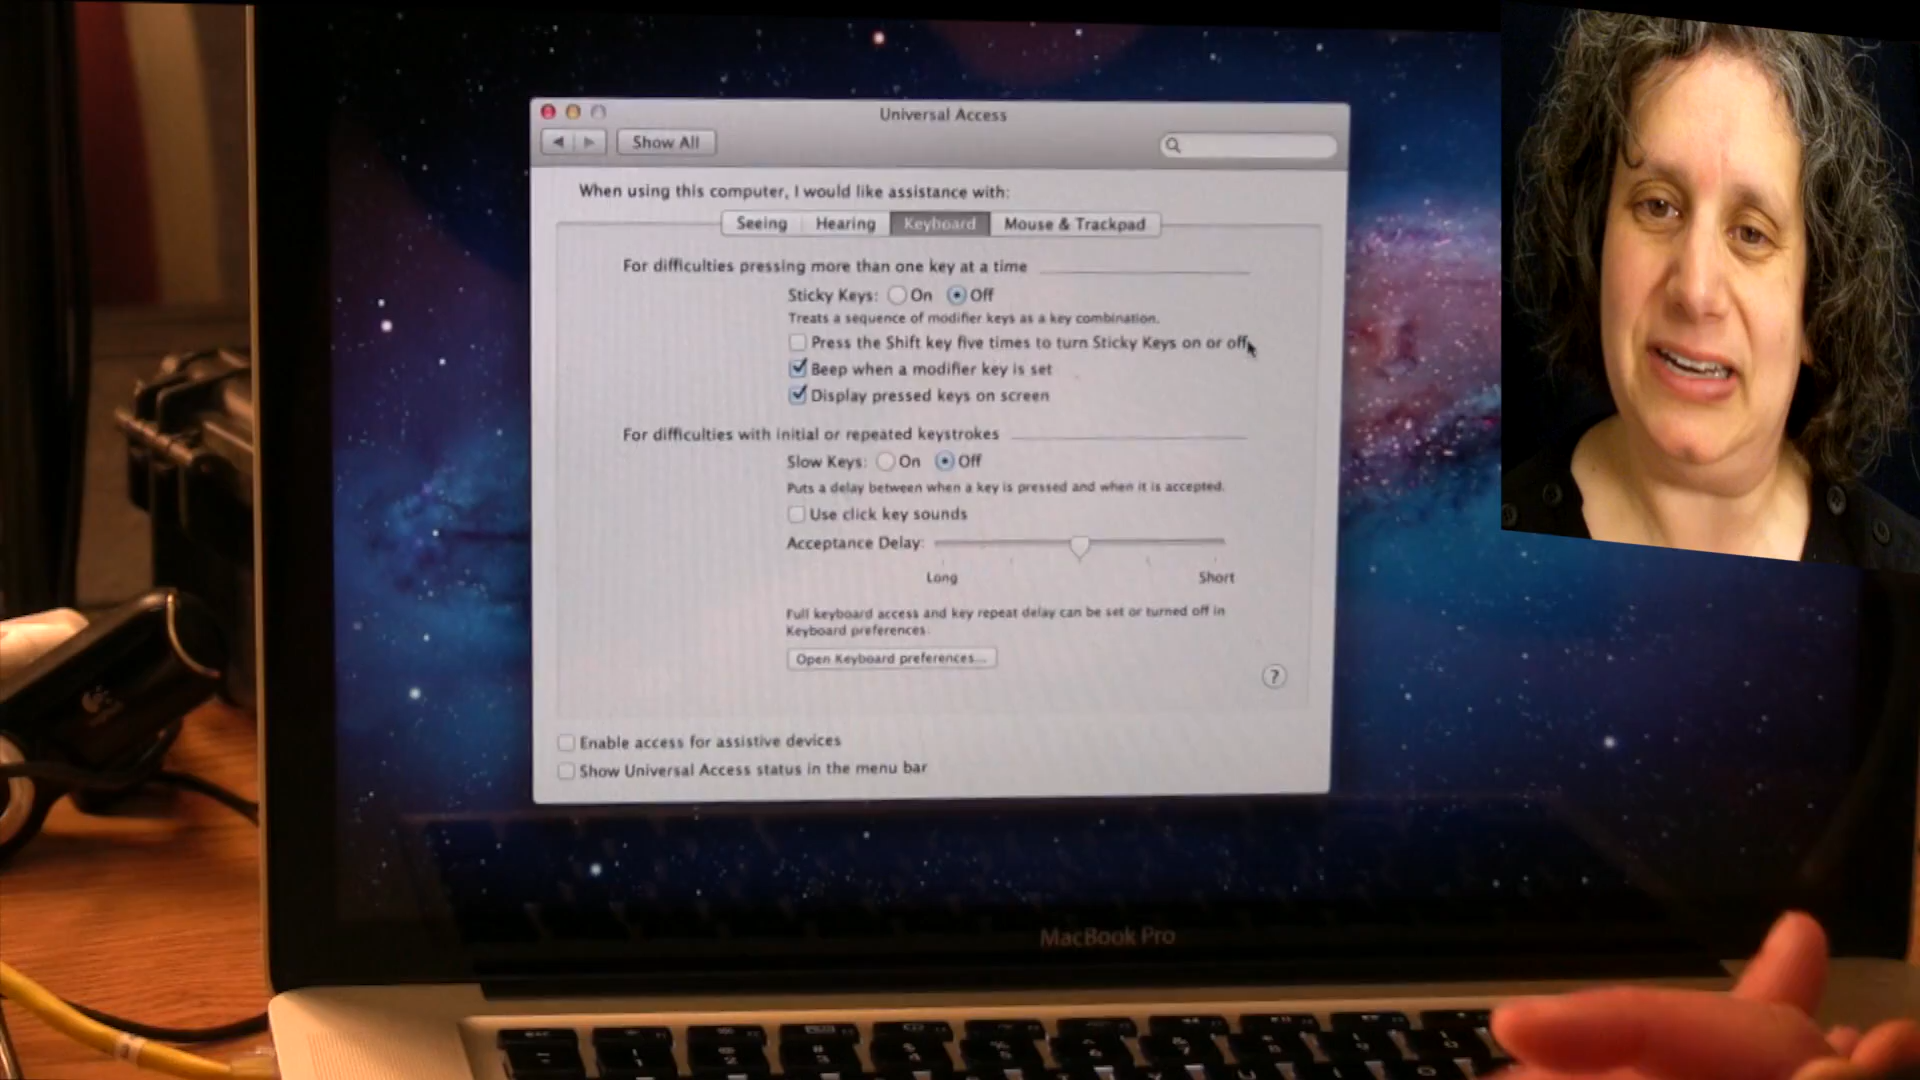 Universal Access
Show All
When using this computer, I would like assistance with:
Seeing Hearing Keyboard Mouse & Trackpad
For difficulties pressing more than one key at a time
Sticky Keys: On Off
Treats a sequence of modifier keys as a key combination.
Press the Shift key five times to turn Sticky Keys on or off
Beep when a modifier key is set
Display pressed keys on screen
For difficulties with initial or repeated keystrokes
Slow Keys: On Off
Puts a delay between when a key is pressed and when it is accepted.
Use click key sounds
Acceptance Delay:
Long Short
Full keyboard access and key repeat delay can be set or turned off in
Keyboard preferences.
Open Keyboard preferences...
?
Enable access for assistive devices
Show Universal Access status in the menu bar
MacBook Pro